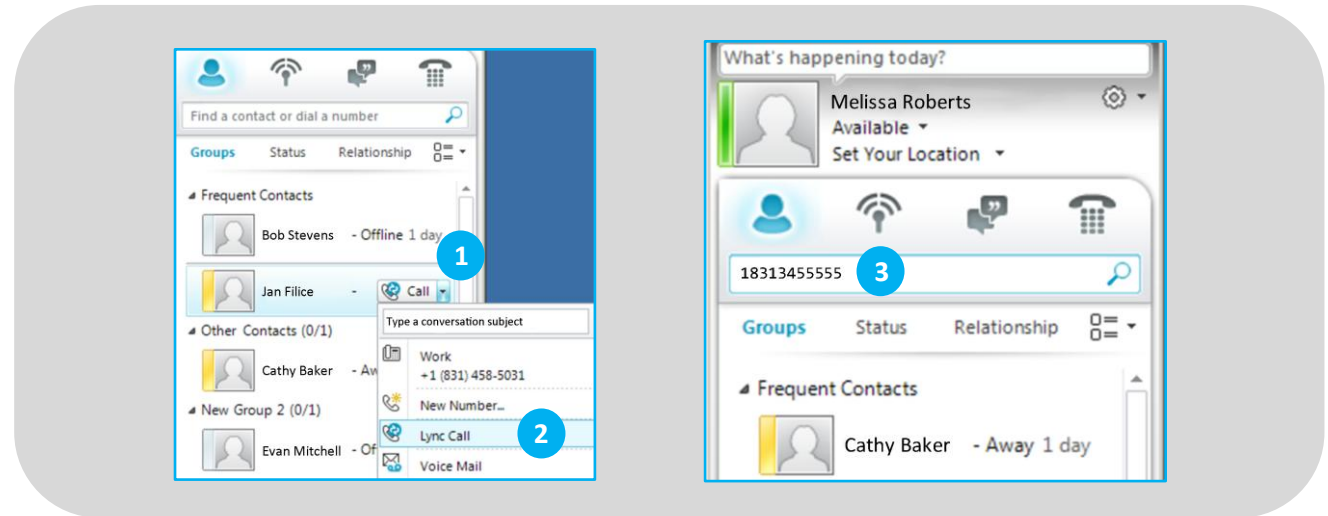 Find a contact or dial a number
Groups Status Relationship
Frequent Contacts
Bob Stevens - Offline 1 day
1
Jan Filice - Call
Type a conversation subject
Other Contacts (0/1)
Work
+1 (831) 458-5031
Cathy Baker - Aw
New Number...
New Group 2 (0/1)
Lync Call 2
Evan Mitchell - Of
Voice Mail
What's happening today?
Melissa Roberts
Available
Set Your Location
18313455555 3
Groups Status Relationship
Frequent Contacts
Cathy Baker - Away 1 day